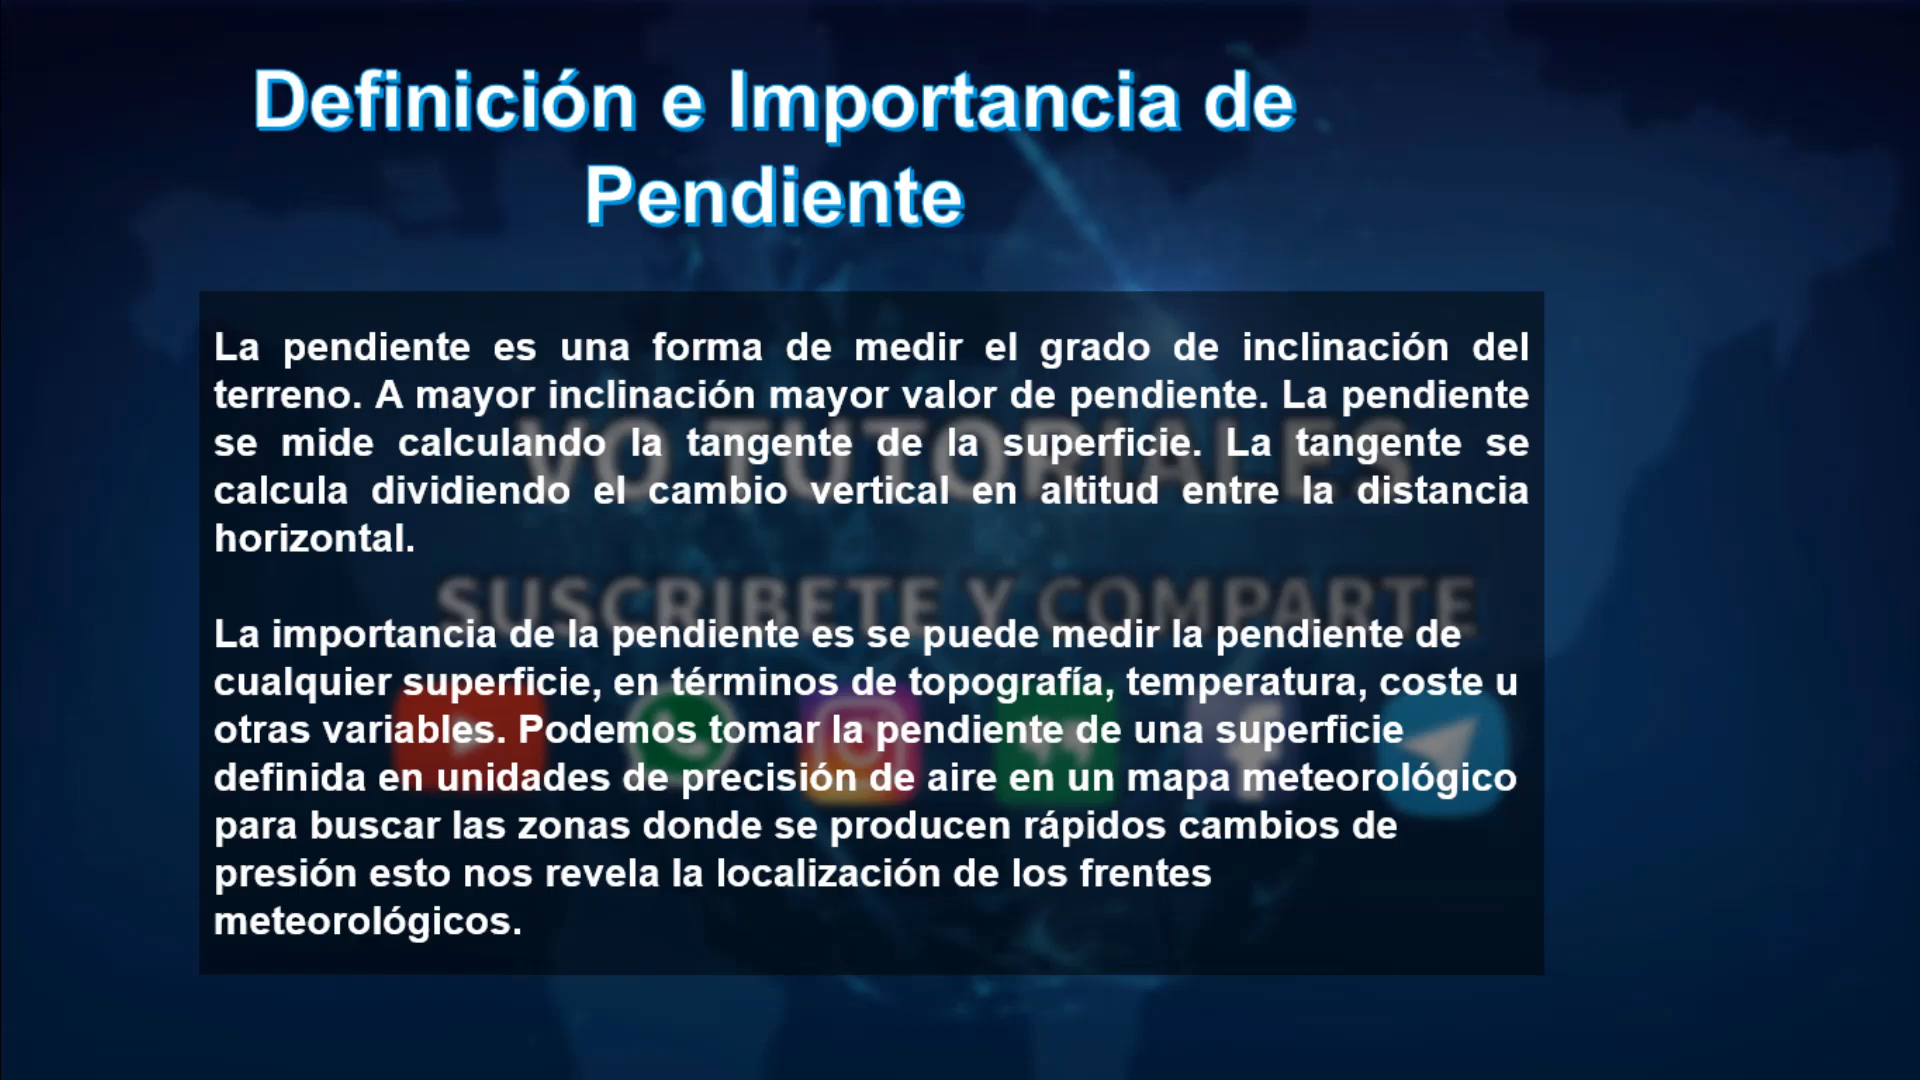 Definición e Importancia de
Pendiente
La pendiente es una forma de medir el grado de inclinación del
terreno. A mayor inclinación mayor valor de pendiente. La pendiente
se mide calculando la tangente de la superficie. La tangente se
calcula dividiendo el cambio vertical en altitud entre la distancia
horizontal.
VO TUTORIALES
SUSCRIBETE Y COMPARTE
La importancia de la pendiente es se puede medir la pendiente de
cualquier superficie, en términos de topografía, temperatura, coste u
otras variables. Podemos tomar la pendiente de una superficie
definida en unidades de precisión de aire en un mapa meteorológico
para buscar las zonas donde se producen rápidos cambios de
presión esto nos revela la localización de los frentes
meteorológicos.